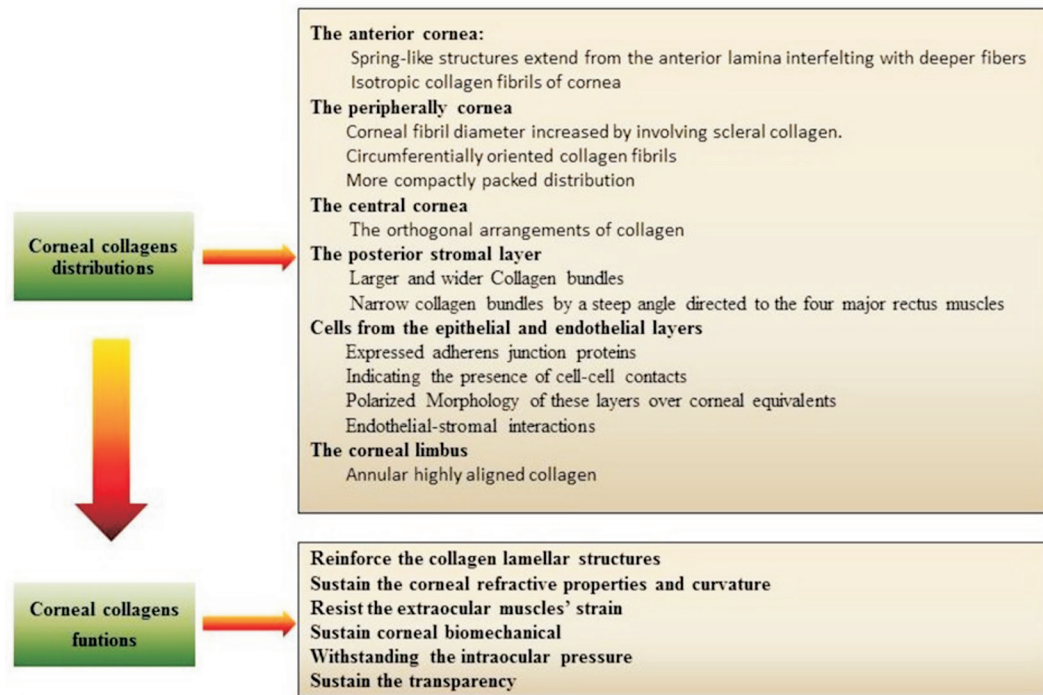 The anterior cornea:
Spring-like structures extend from the anterior lamina interfelting with deeper fibers
Isotropic collagen fibrils of cornea
The peripherally cornea
Corneal fibril diameter increased by involving scleral collagen.
Circumferentially oriented collagen fibrils
More compactly packed distribution
The central cornea
The orthogonal arrangements of collagen
The posterior stromal layer
Larger and wider Collagen bundles
Narrow collagen bundles by a steep angle directed to the four major rectus muscles
Cells from the epithelial and endothelial layers
Expressed adherens junction proteins
Indicating the presence of cell-cell contacts
Polarized Morphology of these layers over corneal equivalents
Endothelial-stromal interactions
The corneal limbus
Annular highly aligned collagen
Corneal collagens
distributions
Corneal collagens
funtions
Reinforce the collagen lamellar structures
Sustain the corneal refractive properties and curvature
Resist the extraocular muscles' strain
Sustain corneal biomechanical
Withstanding the intraocular pressure
Sustain the transparency